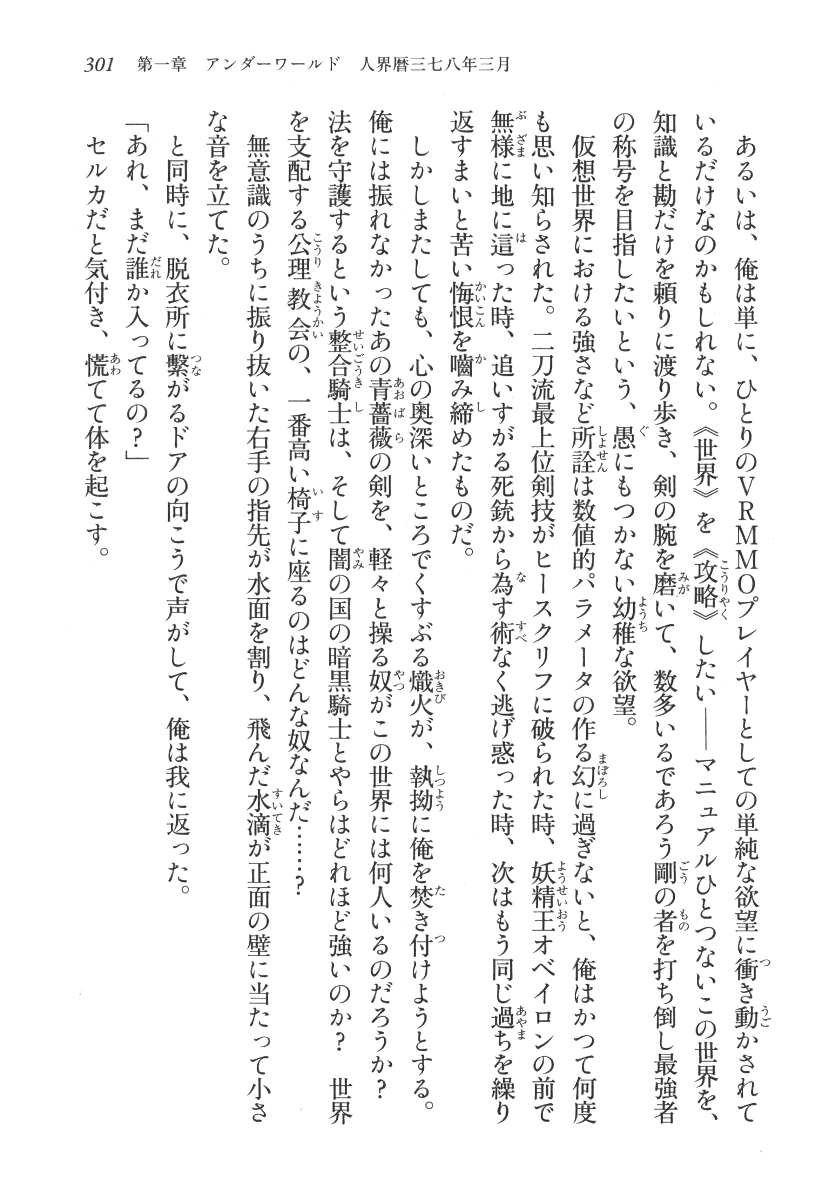 301　第一章　アンダーワールド　人界暦三七八年三月
　あるいは、俺は単に、ひとりのVRMMOプレイヤーとしての単純な欲望に衝き動かされて
いるだけなのかもしれない。《世界》を《攻略》したい――マニュアルひとつないこの世界を、
知識と勘だけを頼りに渡り歩き、剣の腕を磨いて、数多いるであろう剛の者を打ち倒し最強者
の称号を目指したいという、愚にもつかない幼稚な欲望。
　仮想世界における強さなど所詮は数値的パラメータの作る幻に過ぎないと、俺はかつて何度
も思い知らされた。二刀流最上位剣技がヒースクリフに破られた時、妖精王オベイロンの前で
無様に地に這った時、追いすがる死銃から為す術なく逃げ惑った時、次はもう同じ過ちを繰り
返すまいと苦い悔恨を嚙み締めたものだ。
　しかしまたしても、心の奥深いところでくすぶる熾火が、執拗に俺を焚き付けようとする。
俺には振れなかったあの青薔薇の剣を、軽々と操る奴がこの世界には何人いるのだろうか？
法を守護するという整合騎士は、そして闇の国の暗黒騎士とやらはどれほど強いのか？　世界
を支配する公理教会の、一番高い椅子に座るのはどんな奴なんだ……？
　無意識のうちに振り抜いた右手の指先が水面を割り、飛んだ水滴が正面の壁に当たって小さ
な音を立てた。
　と同時に、脱衣所に繫がるドアの向こうで声がして、俺は我に返った。
「あれ、まだ誰か入ってるの？」
　セルカだと気付き、慌てて体を起こす。